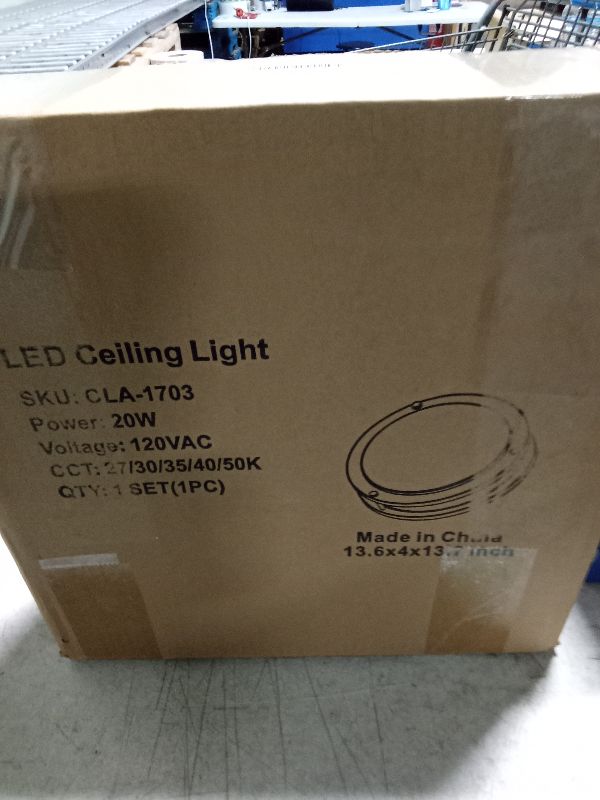 LED Ceiling Light
SKU: CLA-1703
Power: 20W
Voltage: 120VAC
CCT: 27/30/35/40/50K
QTY: 1 SET(1PC)
Made in China
13.6x4x13.7 inch